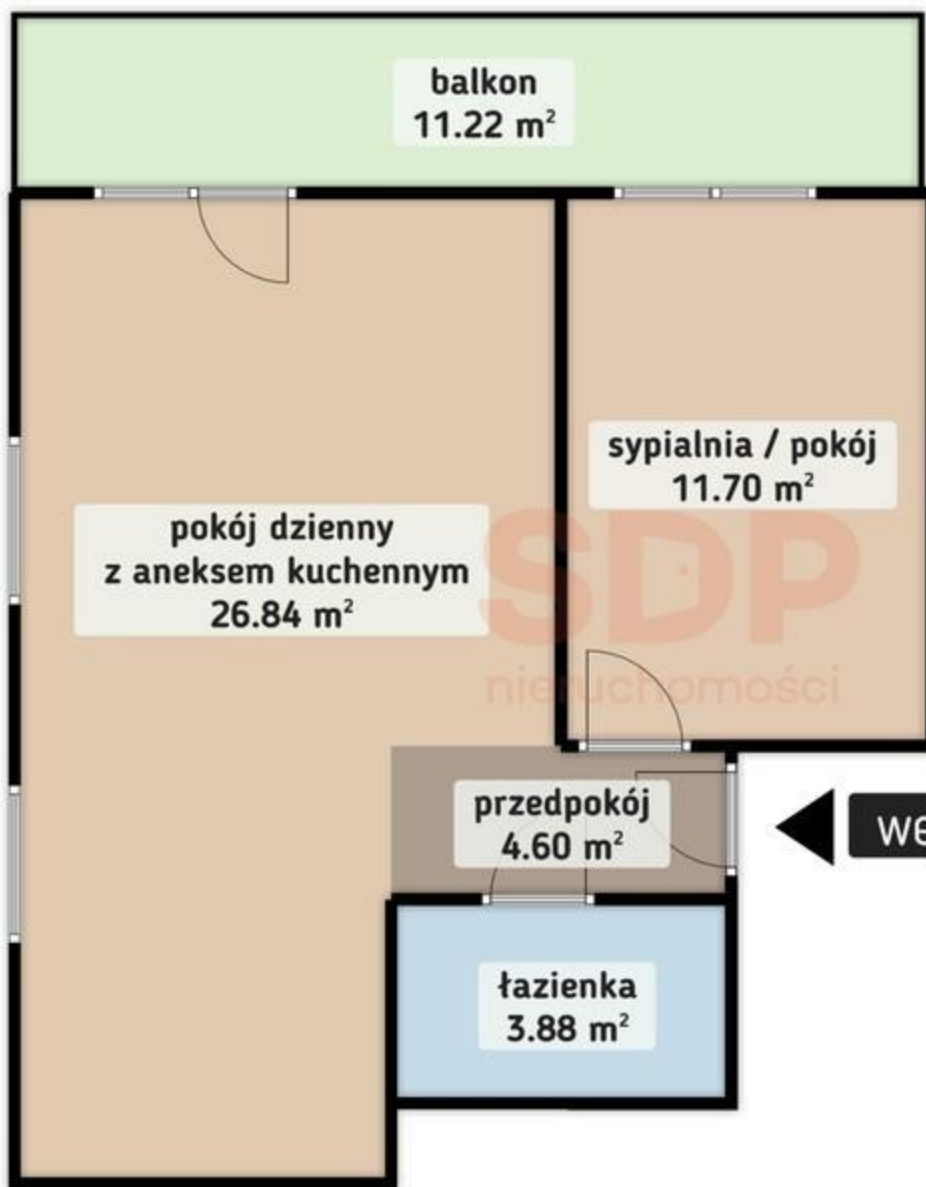 balkon
11.22 m²
sypialnia / pokój
11.70 m²
pokój dzienny
z aneksem kuchennym
26.84 m²
SDP
nieruchomości
przedpokój
4.60 m²
we
łazienka
3.88 m²